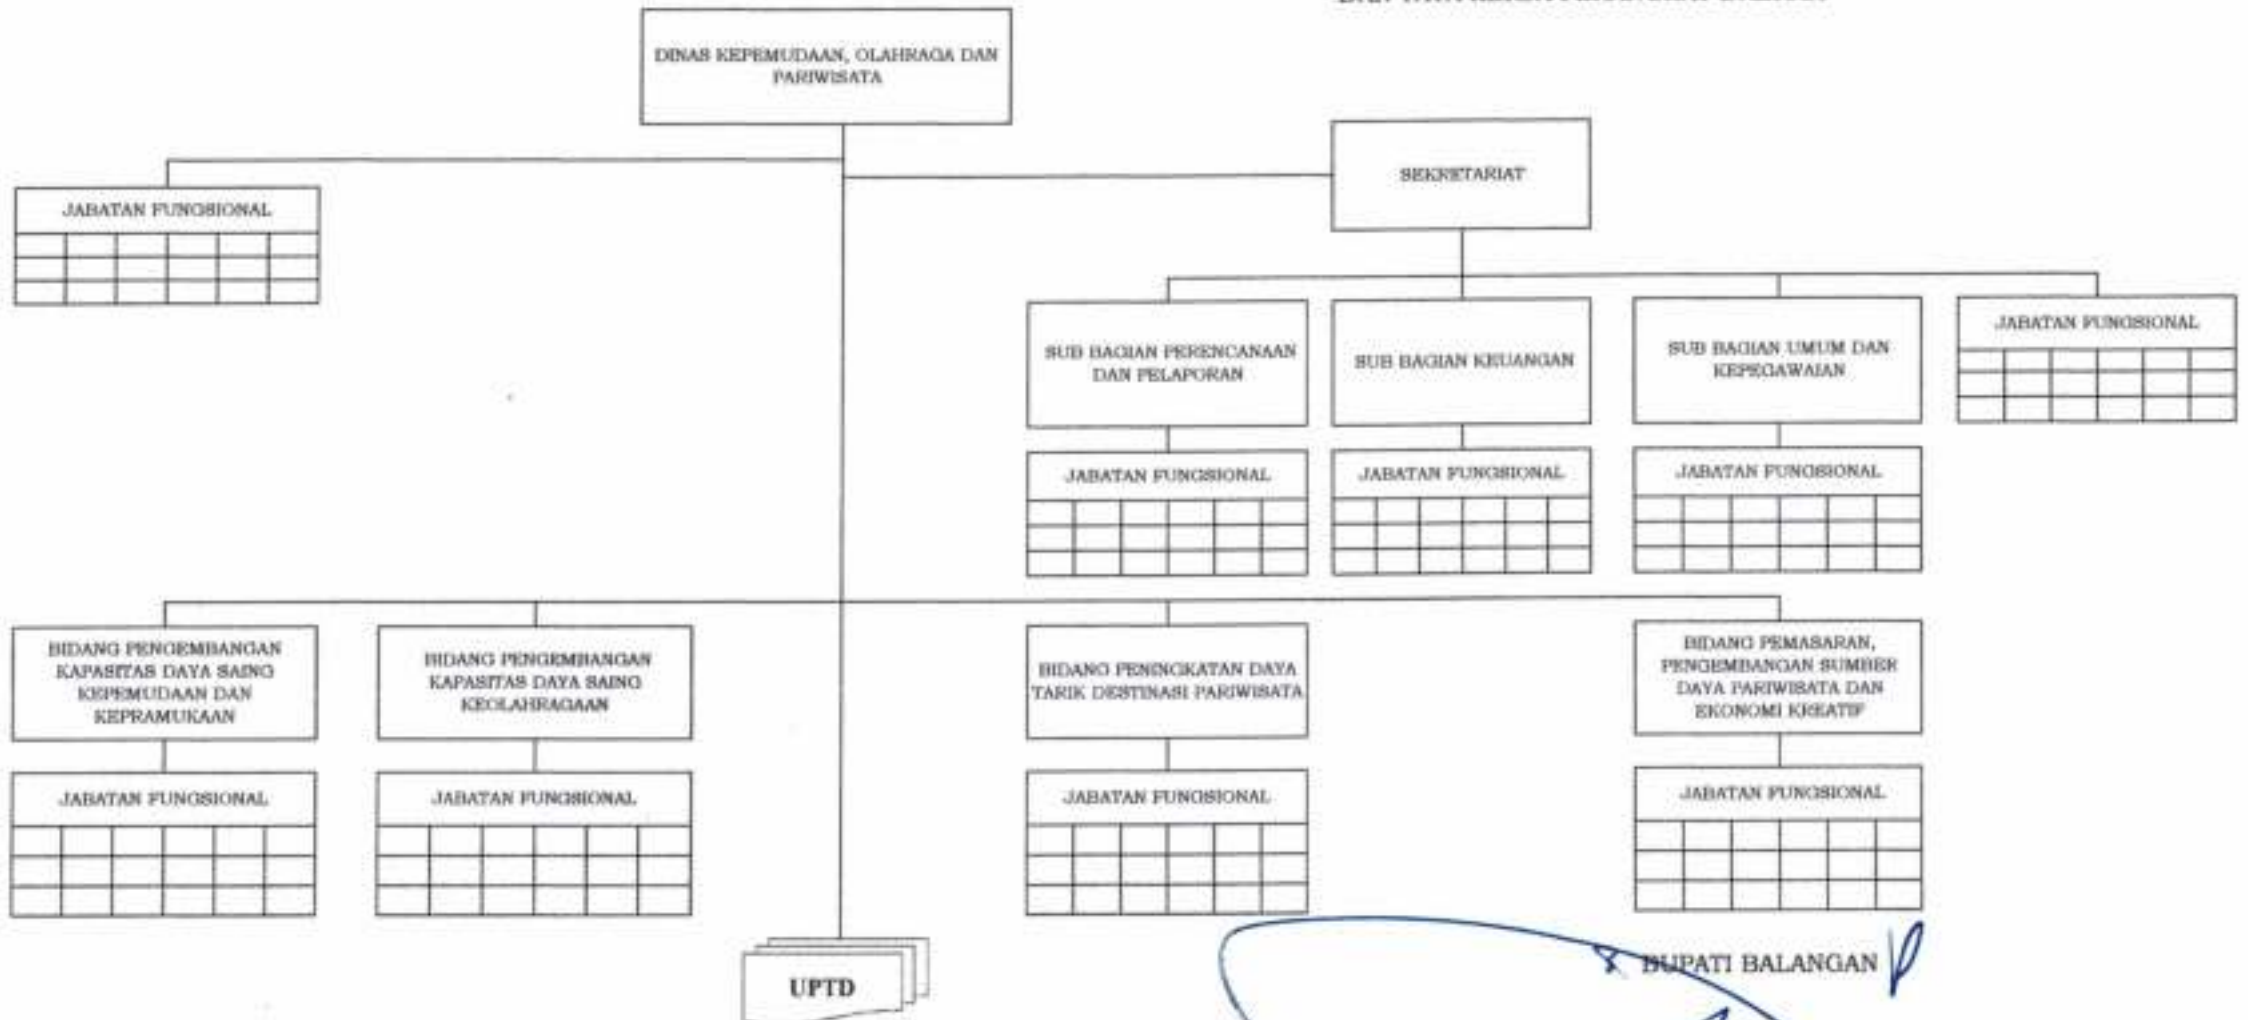 DINAS KEPEMUDAAN, OLAHRAGA DAN
PARIWISATA
SEKRETARIAT
JABATAN FUNGSIONAL
SUB BAGIAN PERENCANAAN
DAN PELAPORAN
SUB BAGIAN KEUANGAN
SUB BAGIAN UMUM DAN
KEPEGAWAIAN
JABATAN FUNGSIONAL
JABATAN FUNGSIONAL
JABATAN FUNGSIONAL
JABATAN FUNGSIONAL
BIDANG PENGEMBANGAN
KAPASITAS DAYA SAING
KEPEMUDAAN DAN
KEPRAMUKAAN
BIDANG PENGEMBANGAN
KAPASITAS DAYA SAING
KEOLAHRAGAAN
BIDANG PENINGKATAN DAYA
TARIK DESTINASI PARIWISATA
BIDANG PEMASARAN,
PENGEMBANGAN SUMBER
DAYA PARIWISATA DAN
EKONOMI KREATIF
JABATAN FUNGSIONAL
JABATAN FUNGSIONAL
JABATAN FUNGSIONAL
JABATAN FUNGSIONAL
UPTD
BUPATI BALANGAN